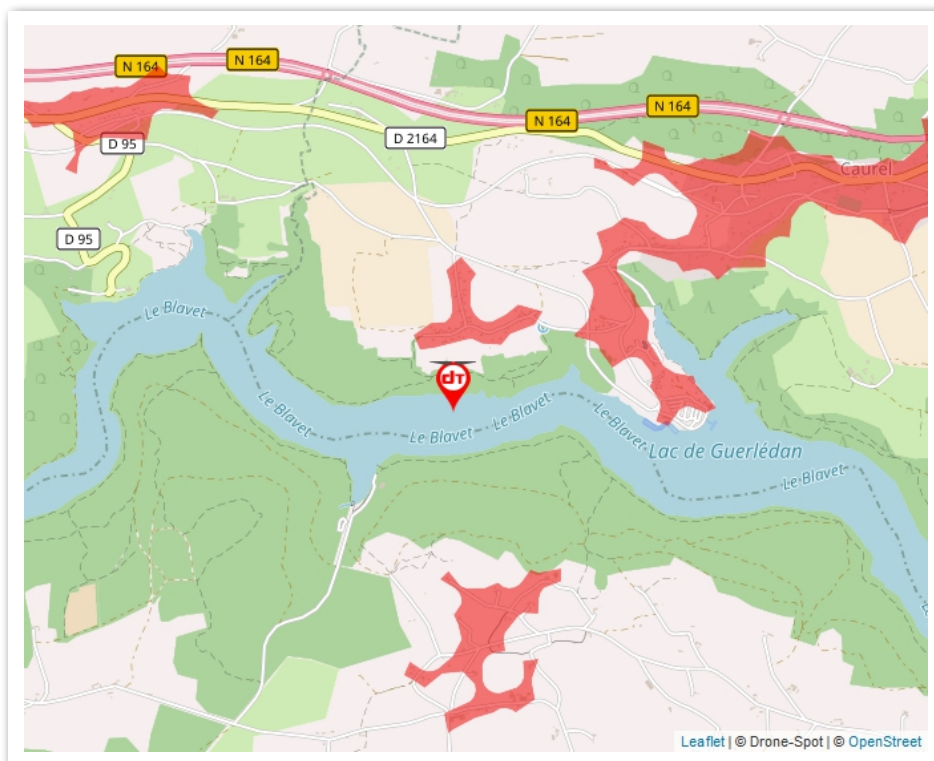 N 164
N 164
N 164
N 164
D 2164
D 95
D 95
Caurel
Le Blavet
Le Blavet
dT
Le Blavet
Le Blavet
Le Blavet
Lac de Guerlédan
Le Blavet
Leaflet | © Drone-Spot | © OpenStreet